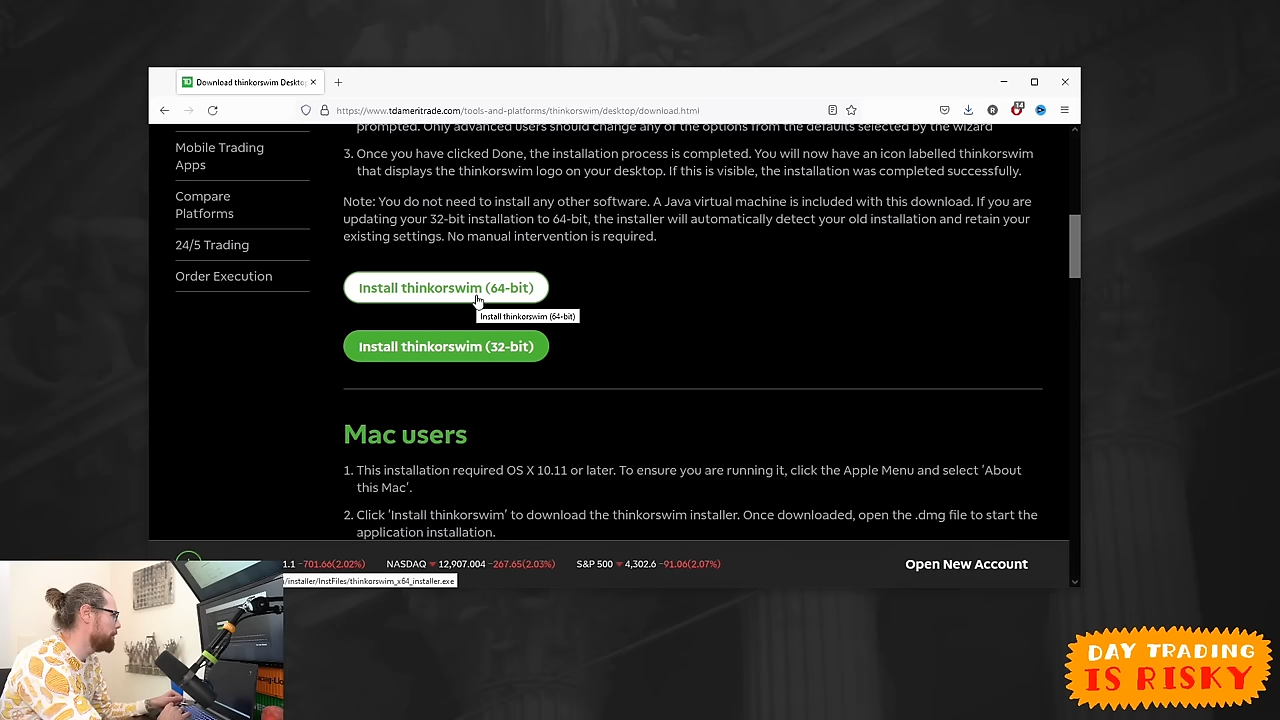 Download thinkorswim Deskto
https://www.tdameritrade.com/tools-and-platforms/thinkorswim/desktop/download.html
Mobile Trading
Apps
Compare
Platforms
24/5 Trading
Order Execution
prompted. Only advanced users should change any of the options from the defaults selected by the wizard
3. Once you have clicked Done, the installation process is completed. You will now have an icon labelled thinkorswim
that displays the thinkorswim logo on your desktop. If this is visible, the installation was completed successfully.
Note: You do not need to install any other software. A Java virtual machine is included with this download. If you are
updating your 32-bit installation to 64-bit, the installer will automatically detect your old installation and retain your
existing settings. No manual intervention is required.
Install thinkorswim (64-bit)
Install thinkorswim (64-bit)
Install thinkorswim (32-bit)
Mac users
1. This installation required OS X 10.11 or later. To ensure you are running it, click the Apple Menu and select ‘About
this Mac’.
2. Click ‘Install thinkorswim’ to download the thinkorswim installer. Once downloaded, open the .dmg file to start the
application installation.
1.1 -701.66(2.02%) NASDAQ 12,907.004 -267.65(2.03%) S&P 500 4,302.6 -91.06(2.07%) Open New Account
/installer/InstFiles/thinkorswim_x64_installer.exe
DAY TRADING
IS RISKY